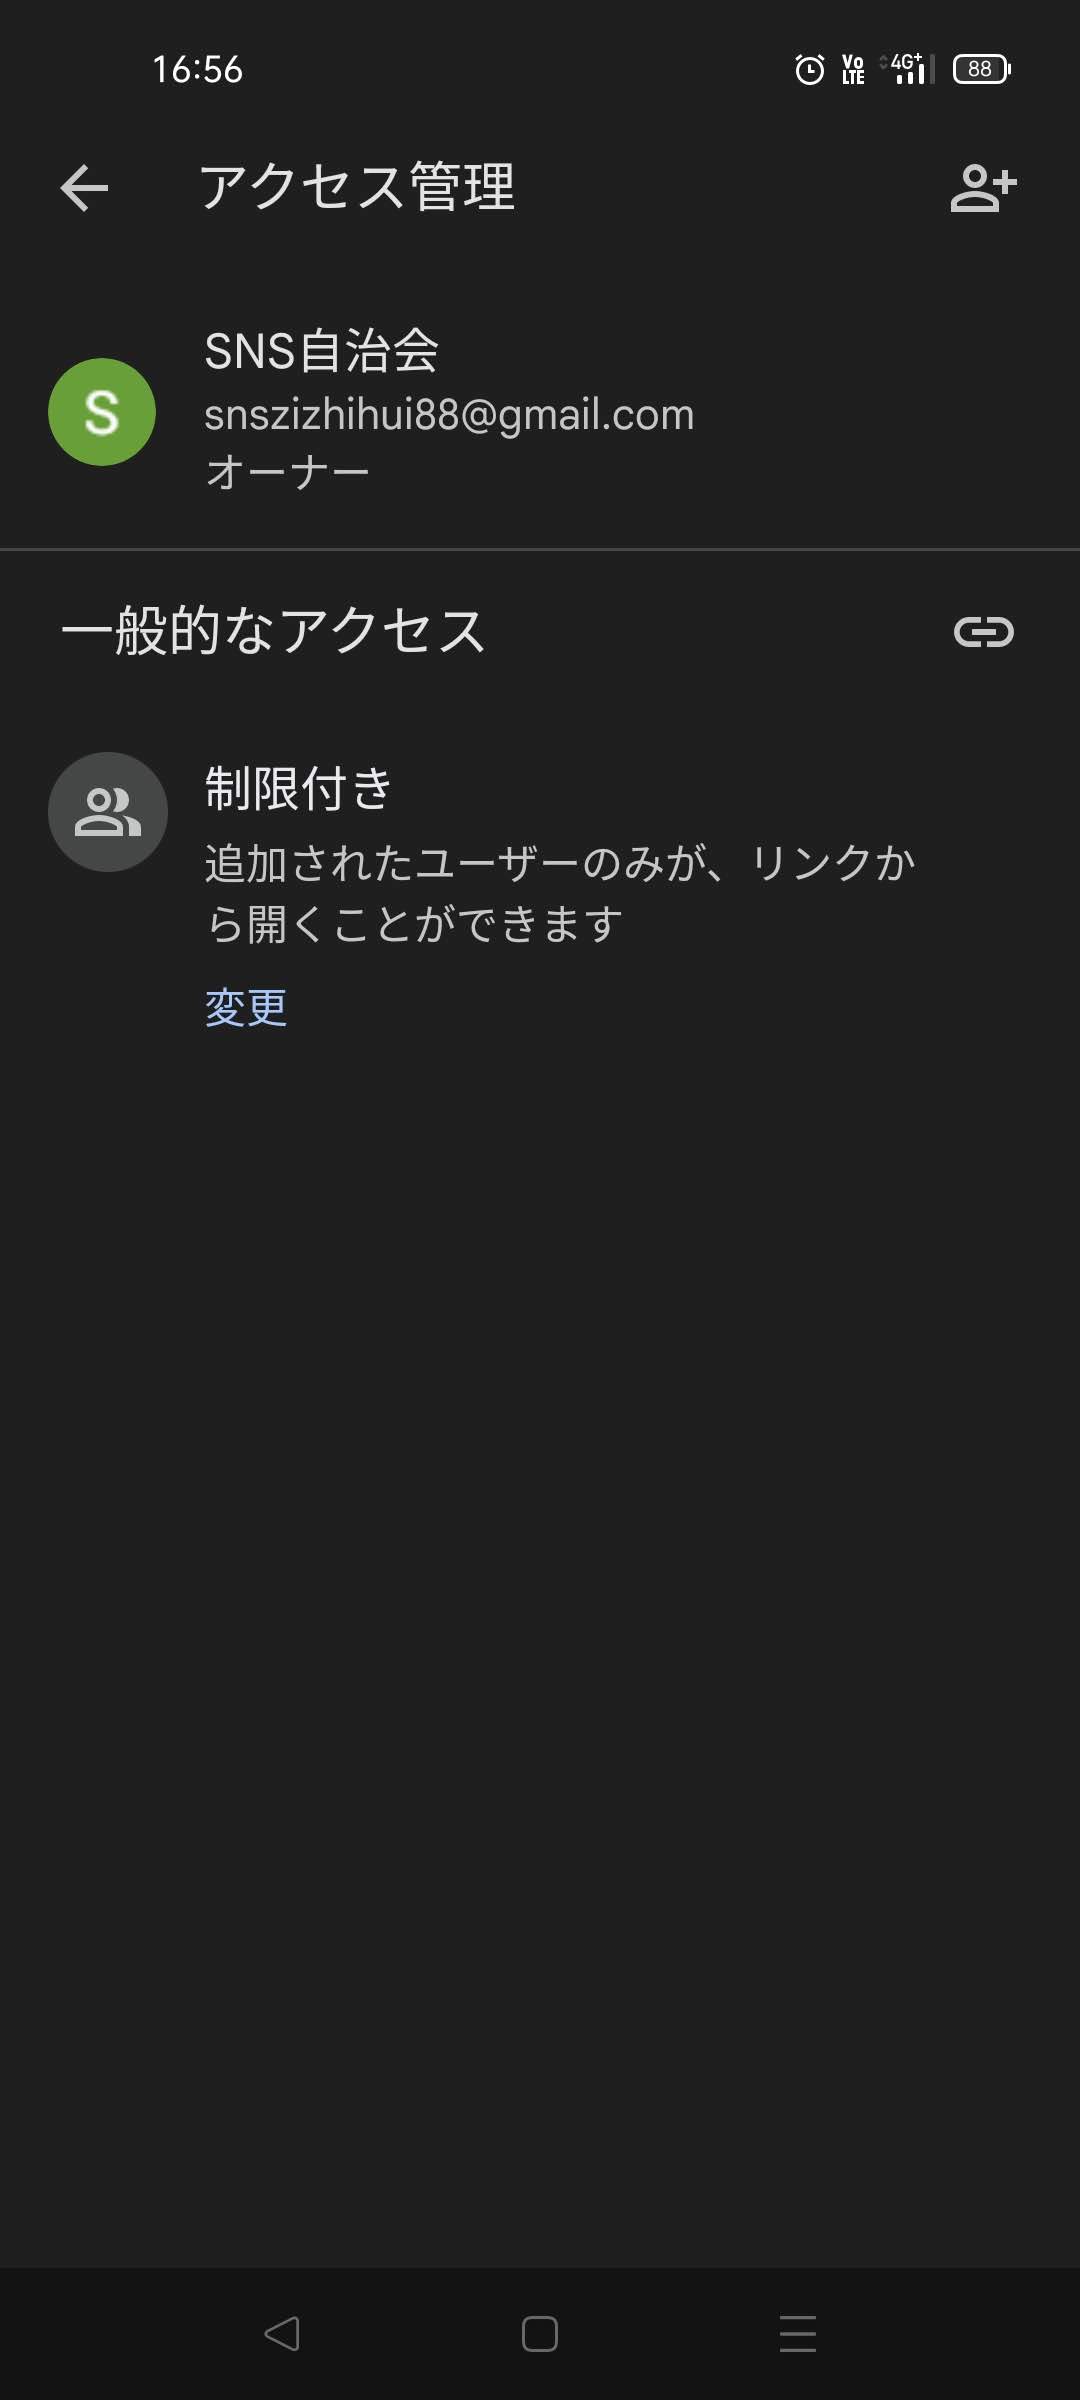 16:56
Vo LTE 4G+ 88
アクセス管理
S
SNS自治会
snszizhihui88@gmail.com
オーナー
一般的なアクセス
制限付き
追加されたユーザーのみが、リンクか
ら開くことができます
変更